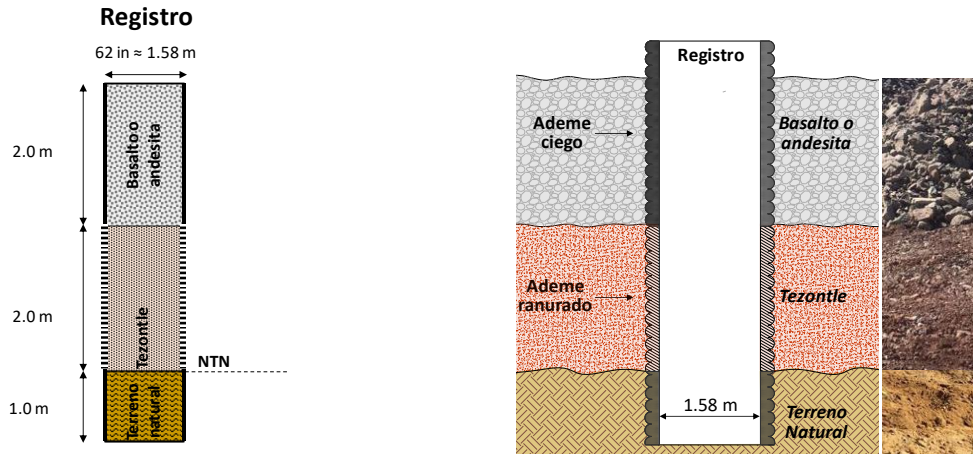 Registro
62 in ≈ 1.58 m
2.0 m
Basalto o
andesita
2.0 m
Tezontle
NTN
1.0 m
Terreno
natural
Registro
Ademe
ciego
Basalto o
andesita
Ademe
ranurado
Tezontle
1.58 m
Terreno
Natural